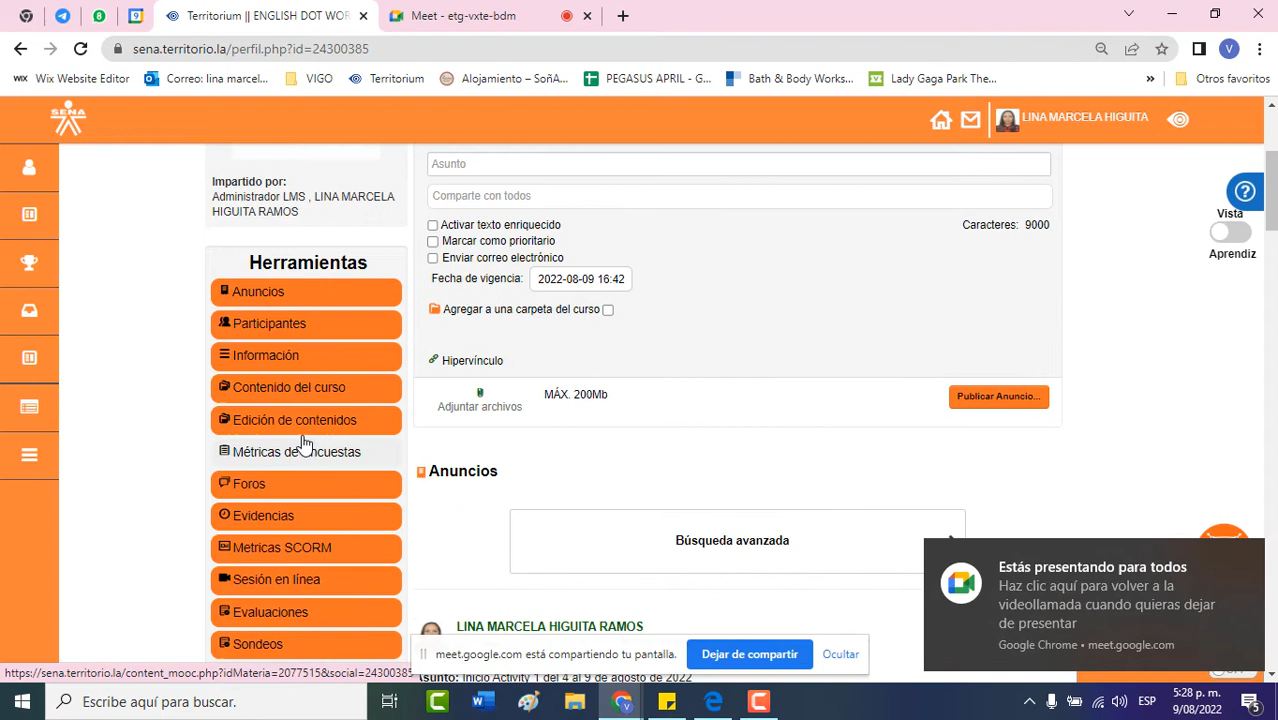 Territorium || ENGLISH DOT WOR
Meet - etg-vxte-bdm
sena.territorio.la/perfil.php?id=24300385
Wix Website Editor
Correo: lina marcel...
VIGO
Territorium
Alojamiento – SoñA...
PEGASUS APRIL - G...
Bath & Body Works...
Lady Gaga Park The...
»
Otros favoritos
SENA
LINA MARCELA HIGUITA
Impartido por:
Administrador LMS , LINA MARCELA
HIGUITA RAMOS
Asunto
Comparte con todos
Activar texto enriquecido
Caracteres: 9000
Marcar como prioritario
Enviar correo electrónico
Fecha de vigencia: 2022-08-09 16:42
Agregar a una carpeta del curso
Hipervínculo
Adjuntar archivos
MÁX. 200Mb
Publicar Anuncio...
Vista
Aprendiz
Herramientas
Anuncios
Participantes
Información
Contenido del curso
Edición de contenidos
Métricas de encuestas
Foros
Evidencias
Metricas SCORM
Sesión en línea
Evaluaciones
Sondeos
Anuncios
Búsqueda avanzada
LINA MARCELA HIGUITA RAMOS
Asunto: Inicio Activity 1 del 4 al 9 de agosto de 2022
meet.google.com está compartiendo tu pantalla.
Dejar de compartir
Ocultar
Estás presentando para todos
Haz clic aquí para volver a la
videollamada cuando quieras dejar
de presentar
Google Chrome • meet.google.com
https://sena.territorio.la/content_mooc.php?idMateria=2077515&social=24300385
Escribe aquí para buscar.
ESP
5:28 p. m.
9/08/2022
5